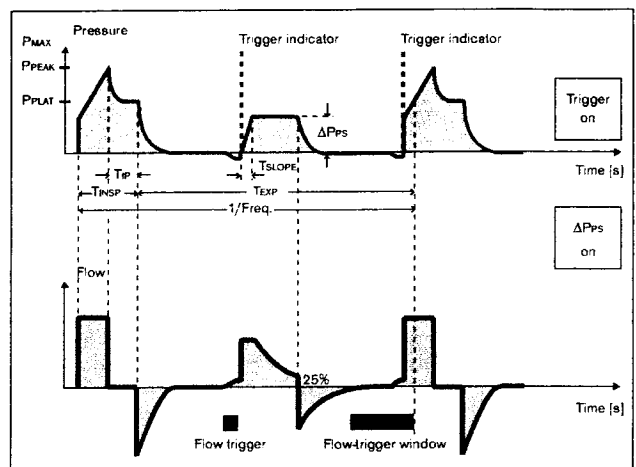 PMAX
Pressure
Trigger indicator
Trigger indicator
PPEAK
PPLAT
ΔPPS
Trigger
on
TIP
TSLOPE
Time [s]
TINSP
TEXP
1/Freq.
ΔPPS
on
Flow
25%
Time [s]
Flow trigger
Flow-trigger window